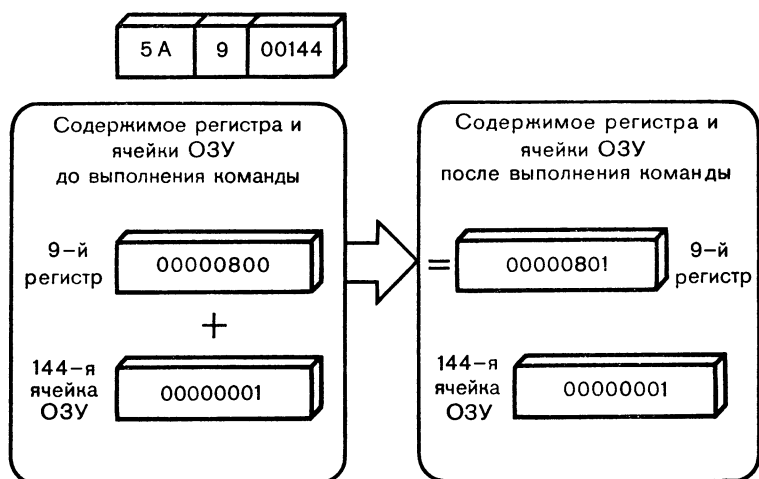 5А 9 00144
Содержимое регистра и
ячейки ОЗУ
до выполнения команды
9-й
регистр
00000800
+
144-я
ячейка
ОЗУ
00000001
Содержимое регистра и
ячейки ОЗУ
после выполнения команды
=
00000801
9-й
регистр
144-я
ячейка
ОЗУ
00000001